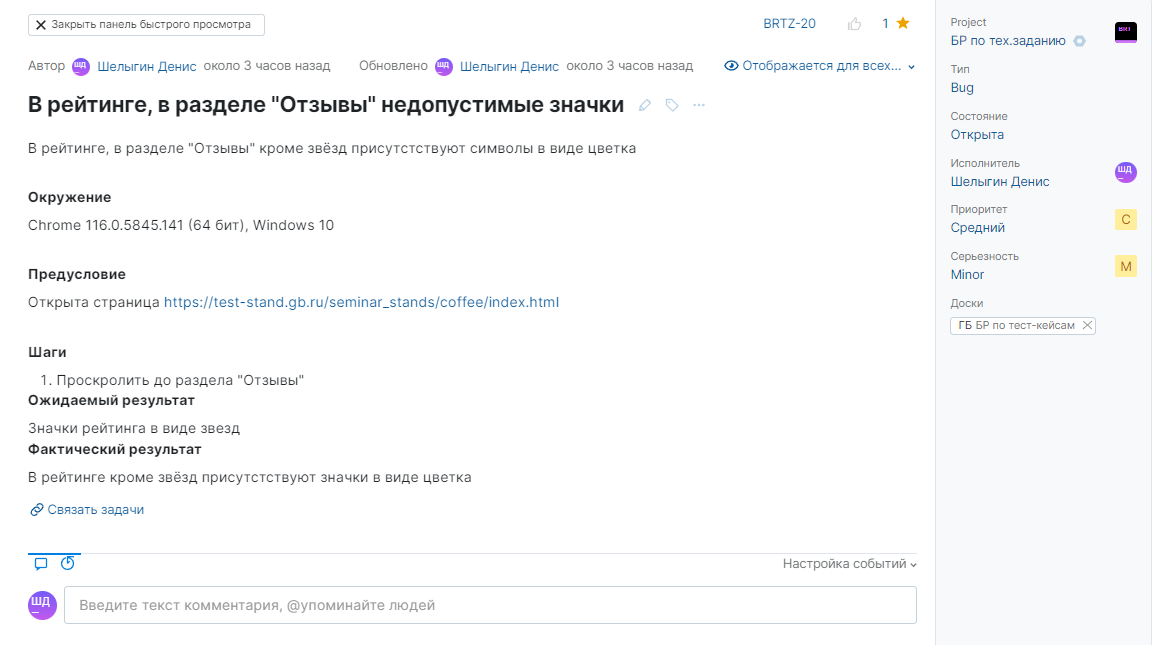 Закрыть панель быстрого просмотра
BRTZ-20
1
Автор ШД Шелыгин Денис около 3 часов назад Обновлено ШД Шелыгин Денис около 3 часов назад Отображается для всех...
В рейтинге, в разделе "Отзывы" недопустимые значки
В рейтинге, в разделе "Отзывы" кроме звёзд присутстствуют символы в виде цветка
Окружение
Chrome 116.0.5845.141 (64 бит), Windows 10
Предусловие
Открыта страница https://test-stand.gb.ru/seminar_stands/coffee/index.html
Шаги
1. Проскролить до раздела "Отзывы"
Ожидаемый результат
Значки рейтинга в виде звезд
Фактический результат
В рейтинге кроме звёзд присутстствуют значки в виде цветка
Связать задачи
Настройка событий
ШД
Введите текст комментария, @упоминайте людей
Project
БР по тех.заданию
BRT
Тип
Bug
Состояние
Открыта
Исполнитель
Шелыгин Денис
ШД
Приоритет
Средний
С
Серьезность
Minor
M
Доски
ГБ БР по тест-кейсам